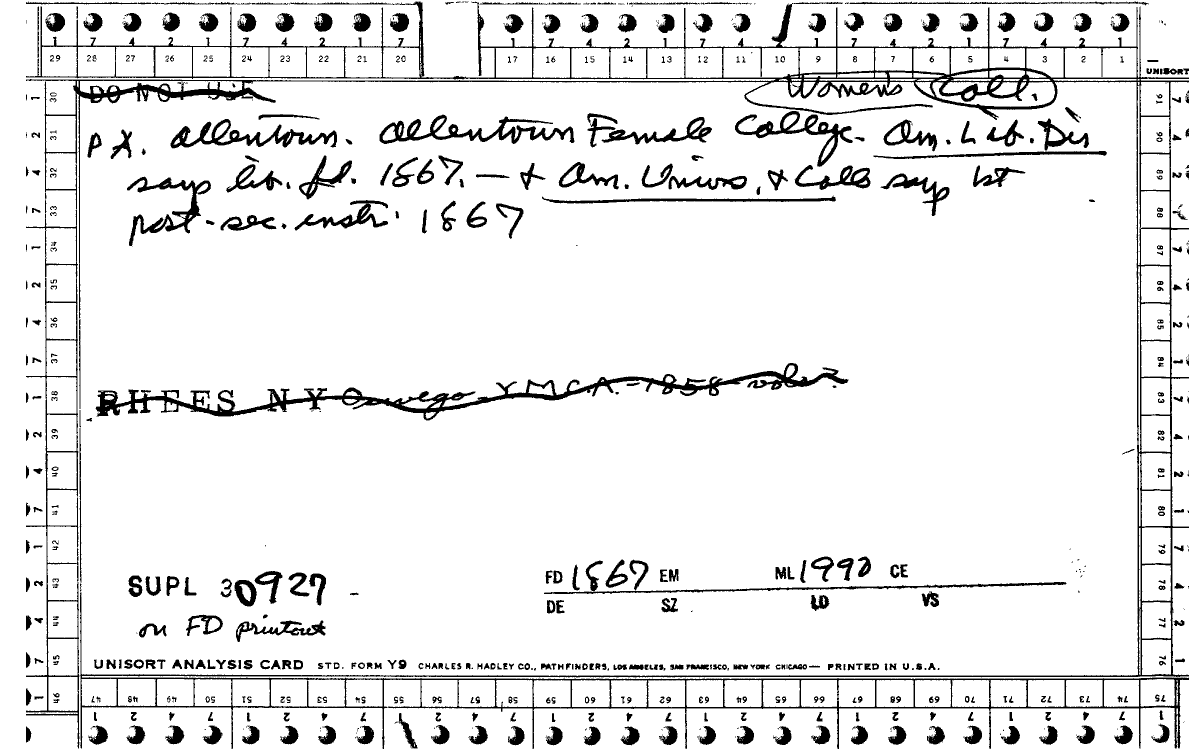 1 7 4 2 1 7 4 2 1 7 1 7 4 2 1 7 4 2 1 7 4 2 1 7 4 2 1
29 28 27 26 25 24 23 22 21 20 17 16 15 14 13 12 11 10 9 8 7 6 5 4 3 2 1
UNISORT
DO NOT USE
Women's Coll.
PA. Allentown. Allentown Female College. Am. Lib. Dir
says lib. fd. 1867. — & Am. Univs. & Colls say 1st
post-sec. instr. 1867
RHEES NY Oswego YMCA - 1858 - vols?
SUPL 30927
on FD printout
FD 1867 EM ML 1990 CE
DE SZ LD VS
UNISORT ANALYSIS CARD STD. FORM Y9 CHARLES R. HADLEY CO., PATHFINDERS, LOS ANGELES, SAN FRANCISCO, NEW YORK CHICAGO — PRINTED IN U.S.A.
30 31 32 33 34 35 36 37 38 39 40 41 42 43 44 45 46
91 90 89 88 87 86 85 84 83 82 81 80 79 78 77 76
47 48 49 50 51 52 53 54 55 56 57 58 59 60 61 62 63 64 65 66 67 68 69 70 71 72 73 74 75